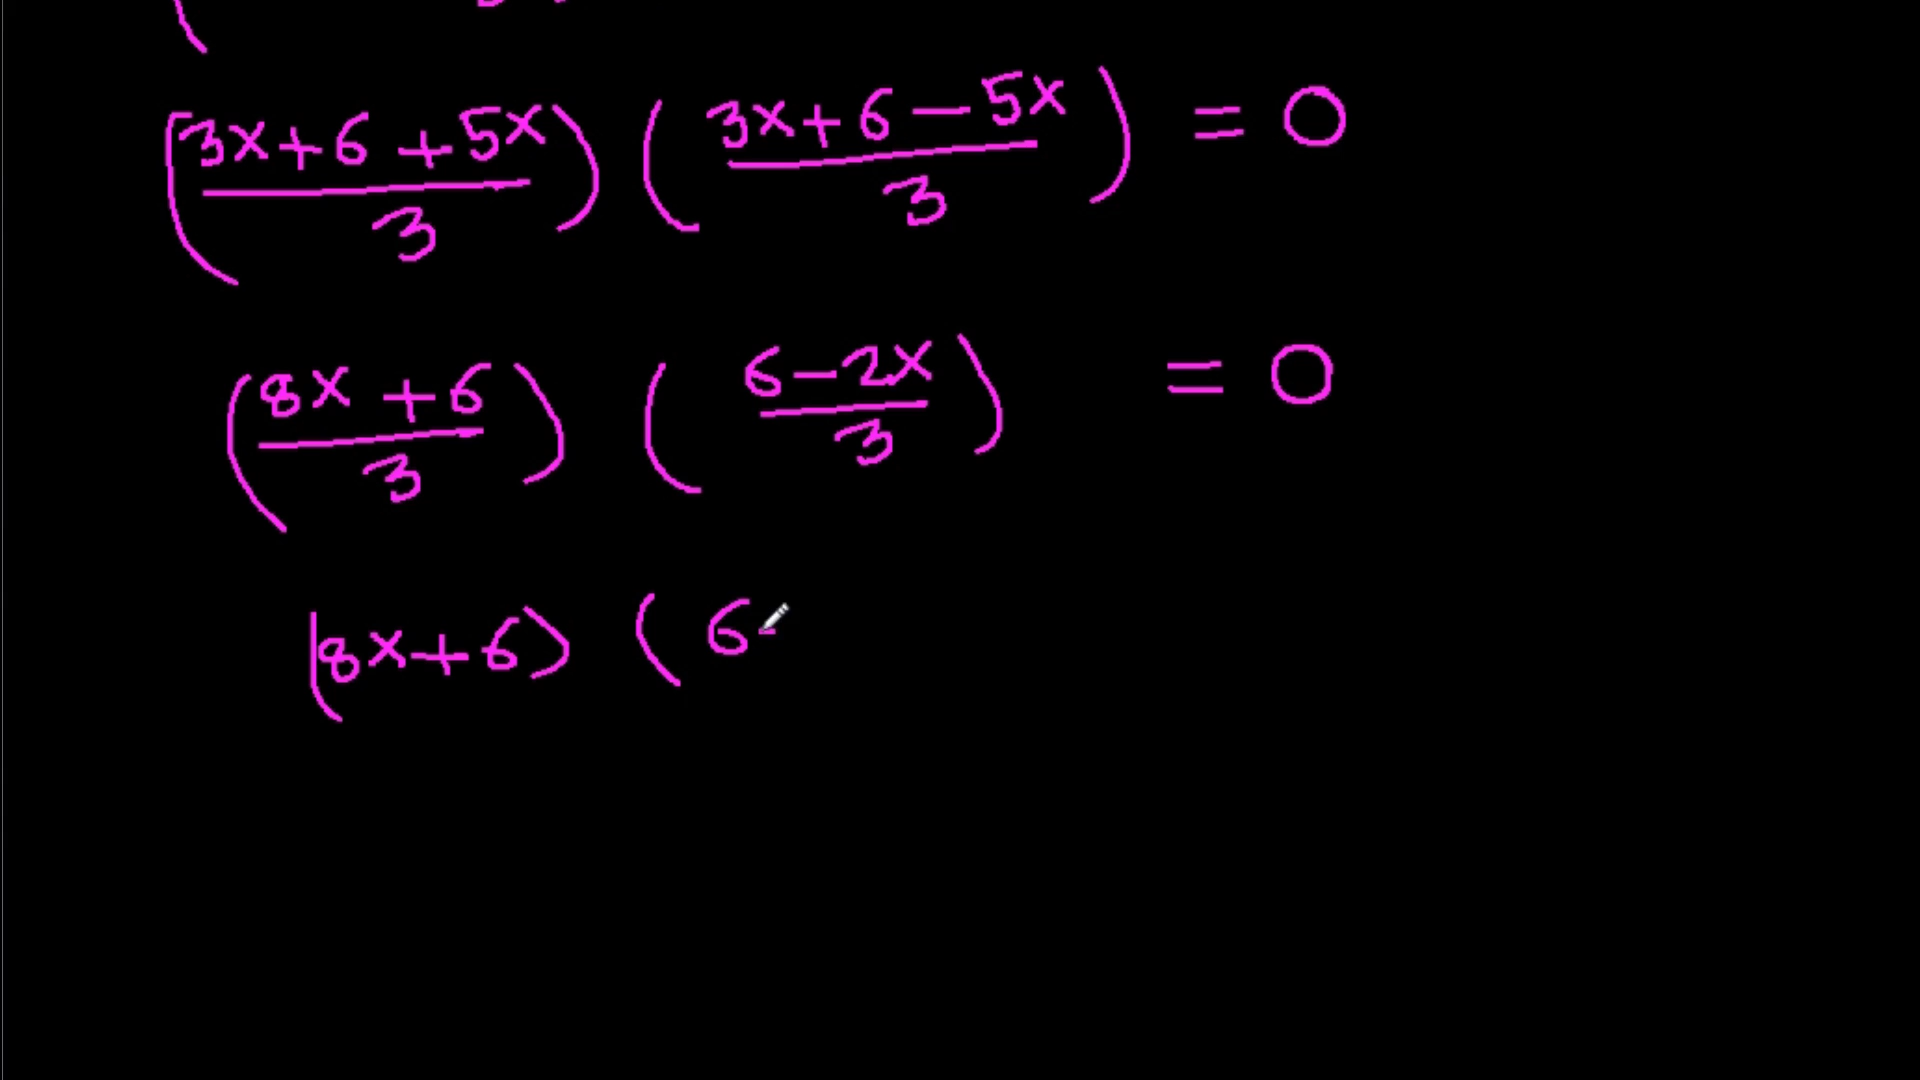 (3x+6+5x)/3 (3x+6-5x)/3 = 0
(8x+6)/3 (6-2x)/3 = 0
(8x+6) (6-